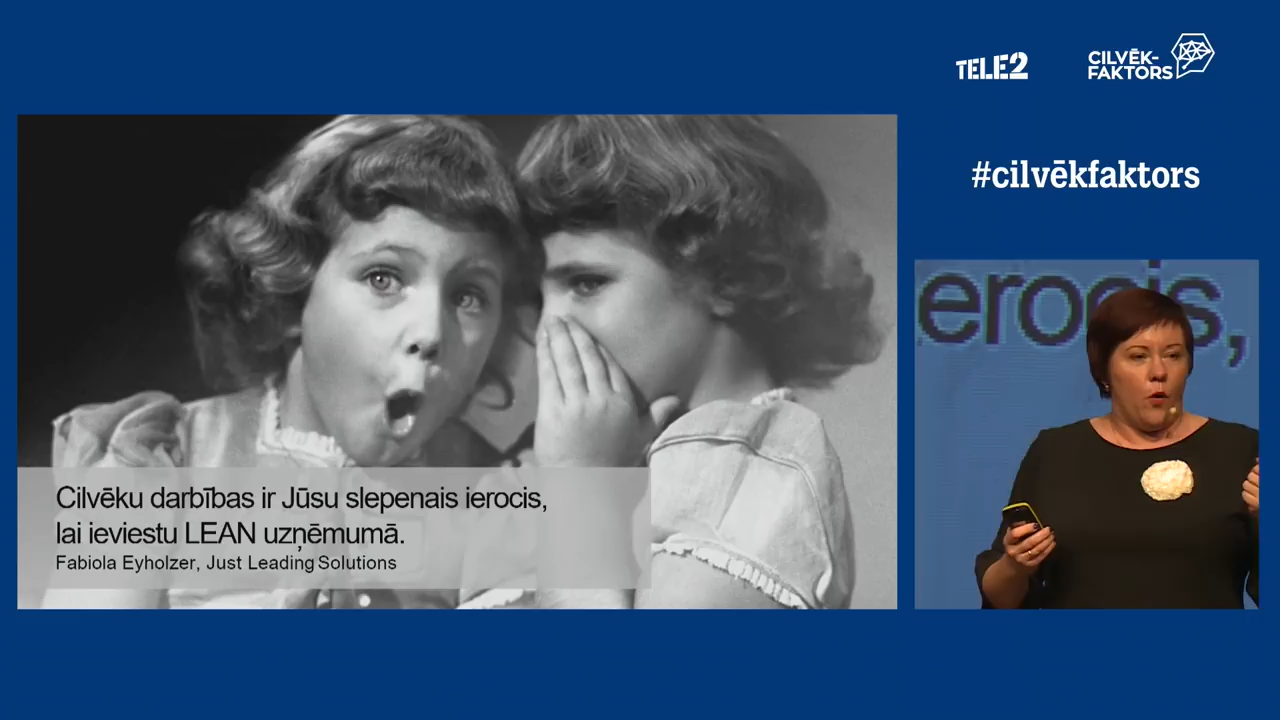 TELE2
CILVĒK-
FAKTORS
#cilvēkfaktors
Cilvēku darbības ir Jūsu slepenais ierocis,
lai ieviestu LEAN uzņēmumā.
Fabiola Eyholzer, Just Leading Solutions
ierocis,